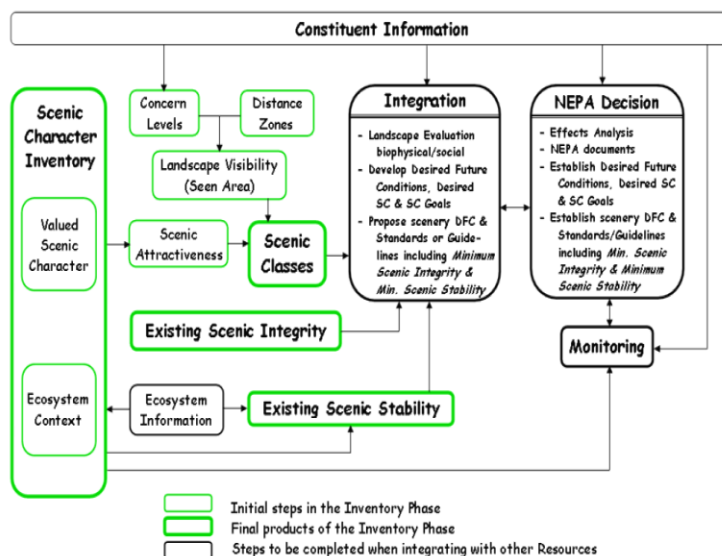 Constituent Information
Scenic
Character
Inventory
Valued
Scenic
Character
Ecosystem
Context
Concern
Levels
Distance
Zones
Landscape Visibility
(Seen Area)
Scenic
Attractiveness
Scenic
Classes
Existing Scenic Integrity
Ecosystem
Information
Existing Scenic Stability
Integration
- Landscape Evaluation
biophysical/social
- Develop Desired Future
Conditions, Desired
SC & SC Goals
- Propose scenery DFC &
Standards or Guide-
lines including Minimum
Scenic Integrity &
Min. Scenic Stability
NEPA Decision
- Effects Analysis
- NEPA documents
- Establish Desired Future
Conditions, Desired SC
& SC Goals
- Establish scenery DFC &
Standards/Guidelines
including Min. Scenic
Integrity & Minimum
Scenic Stability
Monitoring
Initial steps in the Inventory Phase
Final products of the Inventory Phase
Steps to be completed when integrating with other Resources